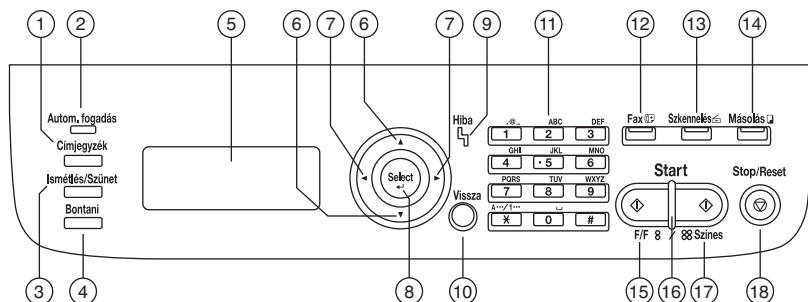 1 2 5 6 7 6 7 9 11 12 13 14
Autom. fogadás
Címjegyzék
Ismétlés/Szünet
Bontani
3 4
Select
8
Hiba
Vissza
10
.@_ ABC DEF
1 2 3
GHI JKL MNO
4 5 6
PQRS TUV WXYZ
7 8 9
A···/1···
* 0 #
Fax Szkennelés Másolás
Start Stop/Reset
F/F / Színes
15 16 17 18